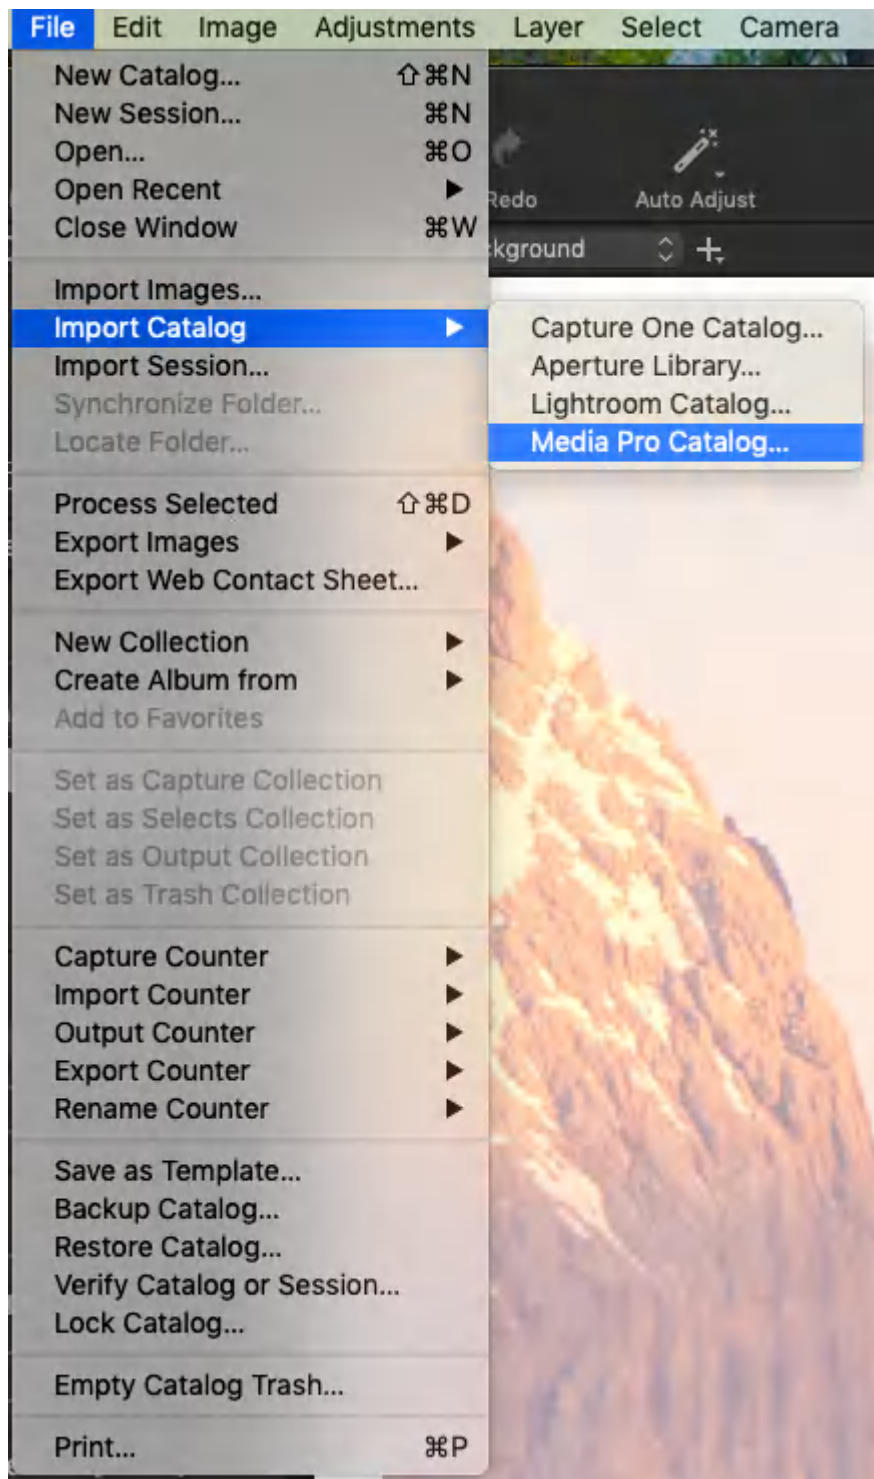 File Edit Image Adjustments Layer Select Camera
New Catalog... ⇧⌘N
New Session... ⌘N
Open... ⌘O
Open Recent ▶
Close Window ⌘W
Redo Auto Adjust
kground
Import Images...
Import Catalog ▶
Import Session...
Synchronize Folder...
Locate Folder...
Capture One Catalog...
Aperture Library...
Lightroom Catalog...
Media Pro Catalog...
Process Selected ⇧⌘D
Export Images ▶
Export Web Contact Sheet...
New Collection ▶
Create Album from ▶
Add to Favorites
Set as Capture Collection
Set as Selects Collection
Set as Output Collection
Set as Trash Collection
Capture Counter ▶
Import Counter ▶
Output Counter ▶
Export Counter ▶
Rename Counter ▶
Save as Template...
Backup Catalog...
Restore Catalog...
Verify Catalog or Session...
Lock Catalog...
Empty Catalog Trash...
Print... ⌘P